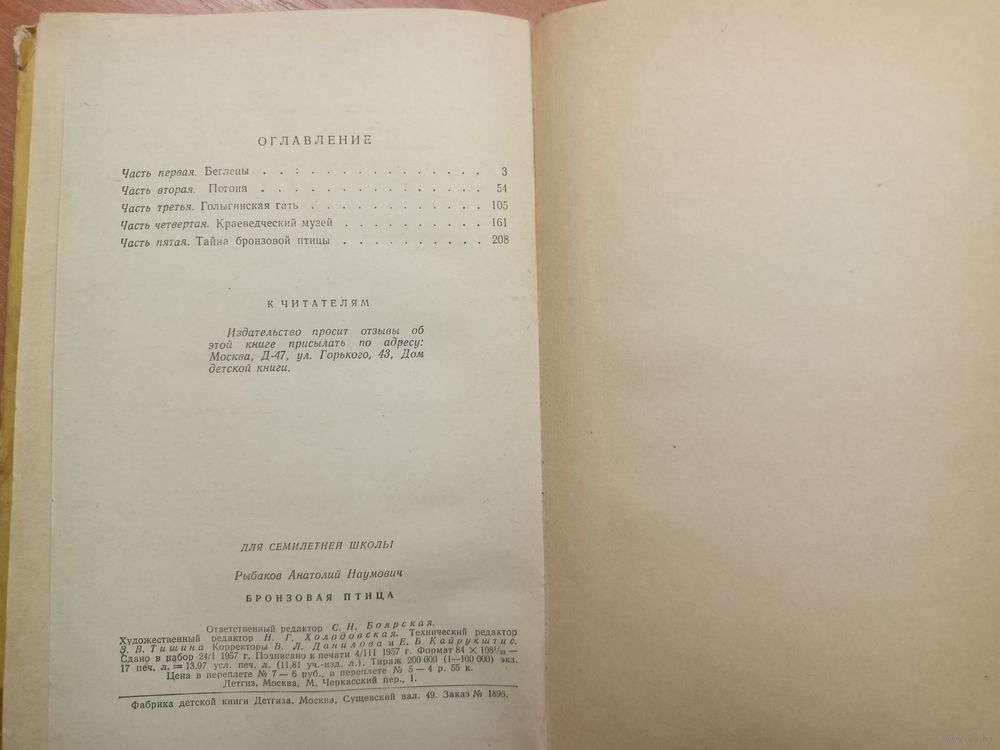 ОГЛАВЛЕНИЕ
Часть первая. Беглецы . . . . . . . . . . . . . . 3
Часть вторая. Погоня . . . . . . . . . . . . . . 54
Часть третья. Голыгинская гать . . . . . . . . . . . 105
Часть четвертая. Краеведческий музей . . . . . . . . . 161
Часть пятая. Тайна бронзовой птицы . . . . . . . . . 208
К ЧИТАТЕЛЯМ
Издательство просит отзывы об
этой книге присылать по адресу:
Москва, Д-47, ул. Горького, 43, Дом
детской книги.
ДЛЯ СЕМИЛЕТНЕЙ ШКОЛЫ
Рыбаков Анатолий Наумович
БРОНЗОВАЯ ПТИЦА
Ответственный редактор С. Н. Боярская.
Художественный редактор Н. Г. Холодовская. Технический редактор
З. В. Тишина Корректоры В. Л. Данилова и Е. Б Кайрукштис.
Сдано в набор 24/I 1957 г. Подписано к печати 4/III 1957 г. Формат 84 × 108¹/₃₂ —
17 печ. л. = 13,97 усл. печ. л. (11,81 уч.-изд. л.). Тираж 200 000 (1—100 000) экз.
Цена в переплете № 7 — 6 руб., в переплете № 5 — 4 р. 55 к.
Детгиз. Москва, М. Черкасский пер., 1.
Фабрика детской книги Детгиза. Москва, Сущевский вал. 49. Заказ № 1896.